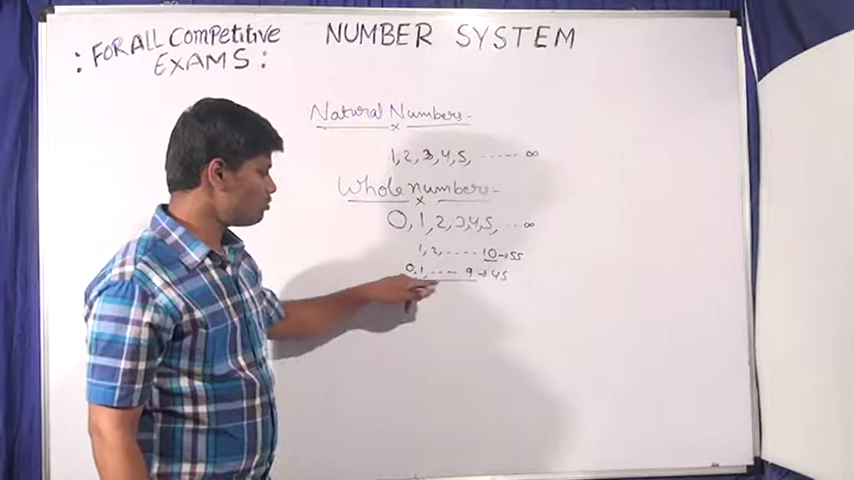 : FOR ALL COMPETITIVE
EXAMS :
NUMBER SYSTEM
Natural Numbers:-
1, 2, 3, 4, 5, ...... ∞
Whole numbers:-
0, 1, 2, 3, 4, 5, ... ∞
1, 2, ..... 10 → 55
0, 1, .... 9 → 45